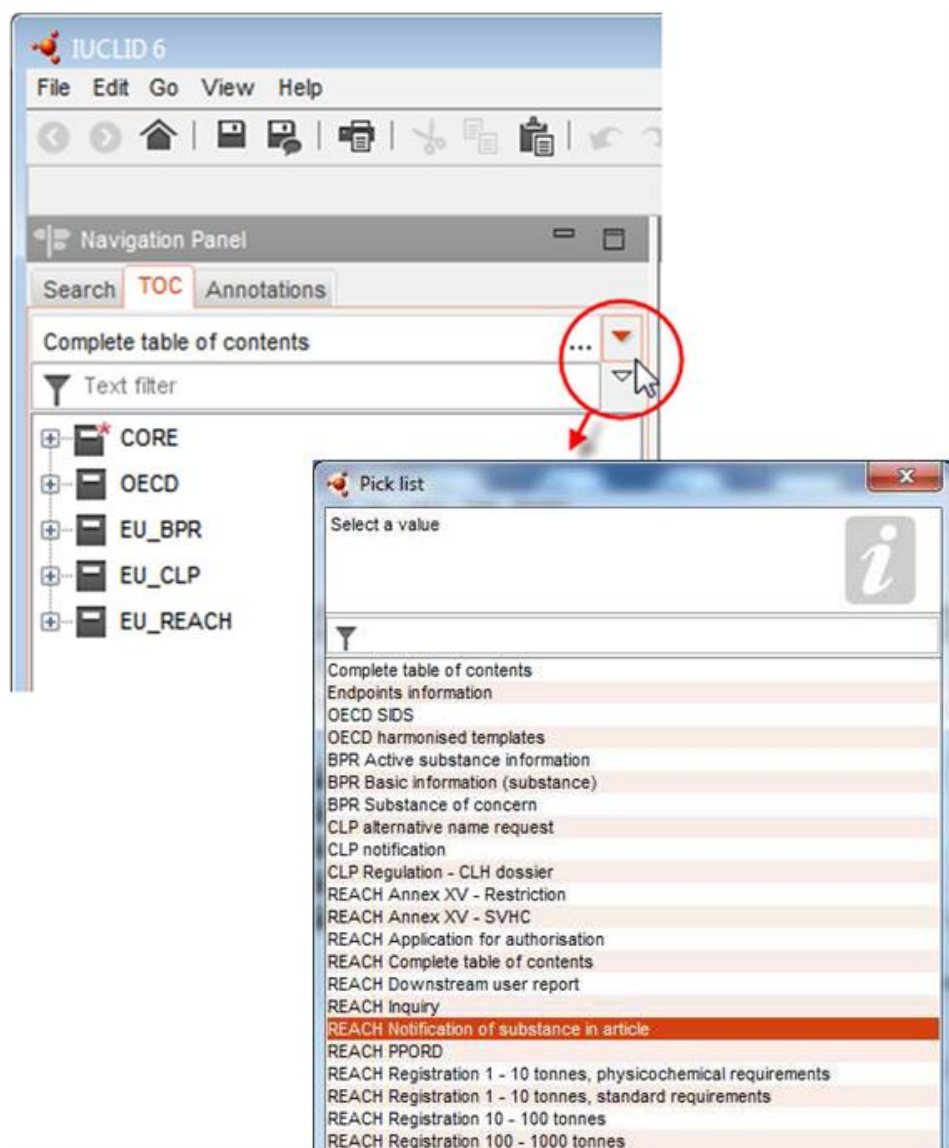 IUCLID 6
File Edit Go View Help
Navigation Panel
Search TOC Annotations
Complete table of contents ...
Text filter
CORE
OECD
EU_BPR
EU_CLP
EU_REACH
Pick list
Select a value
Complete table of contents
Endpoints information
OECD SIDS
OECD harmonised templates
BPR Active substance information
BPR Basic information (substance)
BPR Substance of concern
CLP alternative name request
CLP notification
CLP Regulation - CLH dossier
REACH Annex XV - Restriction
REACH Annex XV - SVHC
REACH Application for authorisation
REACH Complete table of contents
REACH Downstream user report
REACH Inquiry
REACH Notification of substance in article
REACH PPORD
REACH Registration 1 - 10 tonnes, physicochemical requirements
REACH Registration 1 - 10 tonnes, standard requirements
REACH Registration 10 - 100 tonnes
REACH Registration 100 - 1000 tonnes